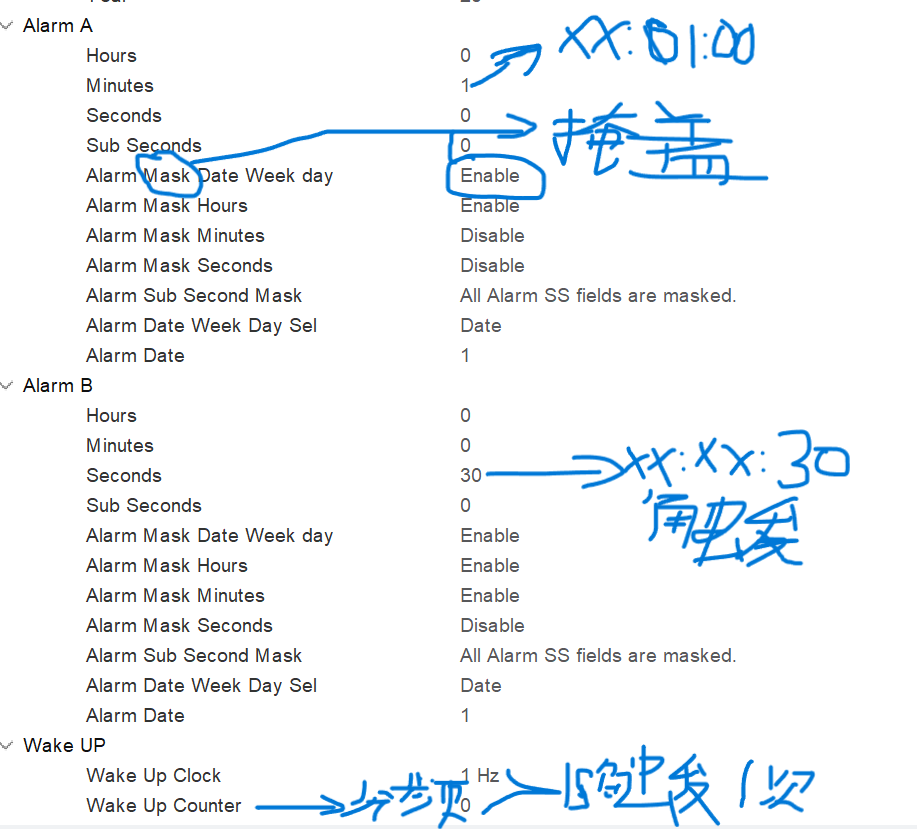 Alarm A
Hours 0 XX:01:00
Minutes 1
Seconds 0 掩盖
Sub Seconds 0
Alarm Mask Date Week day Enable
Alarm Mask Hours Enable
Alarm Mask Minutes Disable
Alarm Mask Seconds Disable
Alarm Sub Second Mask All Alarm SS fields are masked.
Alarm Date Week Day Sel Date
Alarm Date 1
Alarm B
Hours 0
Minutes 0
Seconds 30 XX:XX:30
Sub Seconds 0 触发
Alarm Mask Date Week day Enable
Alarm Mask Hours Enable
Alarm Mask Minutes Enable
Alarm Mask Seconds Disable
Alarm Sub Second Mask All Alarm SS fields are masked.
Alarm Date Week Day Sel Date
Alarm Date 1
Wake UP
Wake Up Clock 1 Hz 1S触发1次
Wake Up Counter 0